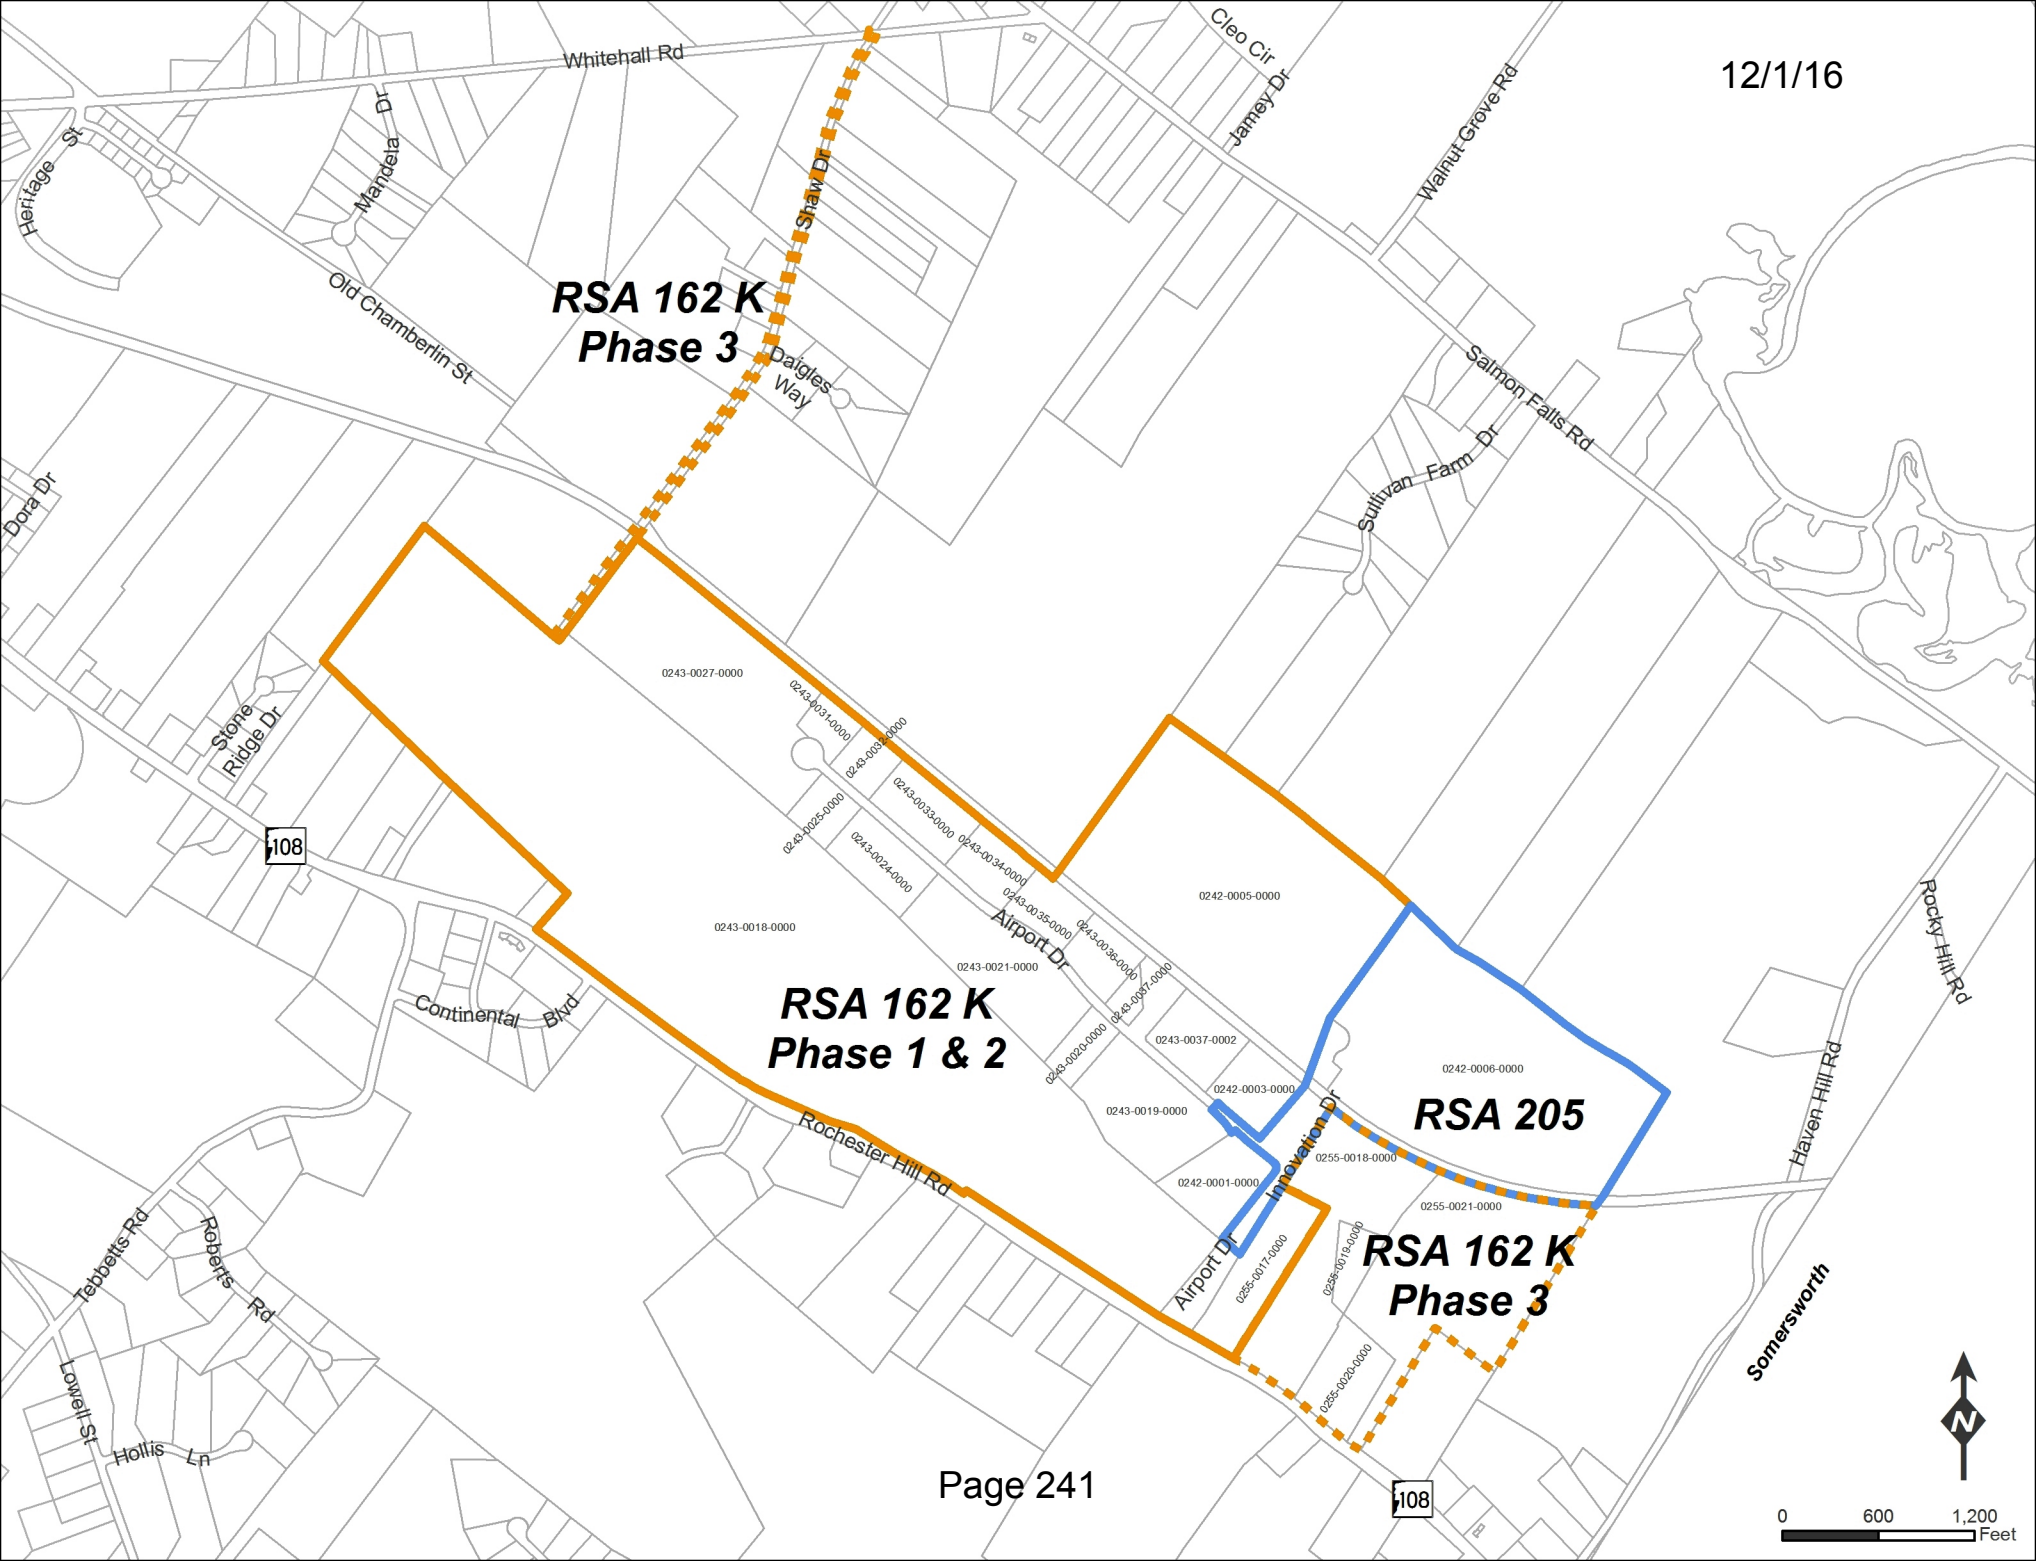 Cleo Cir
Whitehall Rd
12/1/16
Jamey Dr
Walnut Grove Rd
Heritage St
Mandela Dr
Shaw Dr
Old Chamberlin St
RSA 162 K
Phase 3
Daigles
Way
Salmon Falls Rd
Sullivan Farm Dr
Dora Dr
0243-0027-0000
0243-0031-0000
0243-0032-0000
Stone
Ridge Dr
0243-0025-0000
0243-0033-0000
0243-0024-0000
0243-0034-0000
108
0242-0005-0000
0243-0035-0000
0243-0018-0000
Airport Dr
0243-0036-0000
0243-0021-0000
0243-0037-0000
Rocky Hill Rd
Continental Blvd
RSA 162 K
Phase 1 & 2
0243-0020-0000
0243-0037-0002
0242-0003-0000
0242-0006-0000
RSA 205
0243-0019-0000
Haven Hill Rd
Rochester Hill Rd
Innovation Dr
0255-0018-0000
0242-0001-0000
0255-0021-0000
Tebbetts Rd
Roberts Rd
Airport Dr
0255-0017-0000
0255-0019-0000
RSA 162 K
Phase 3
Somersworth
0255-0020-0000
Lowell St
Hollis Ln
N
Page 241
108
0 600 1,200
Feet